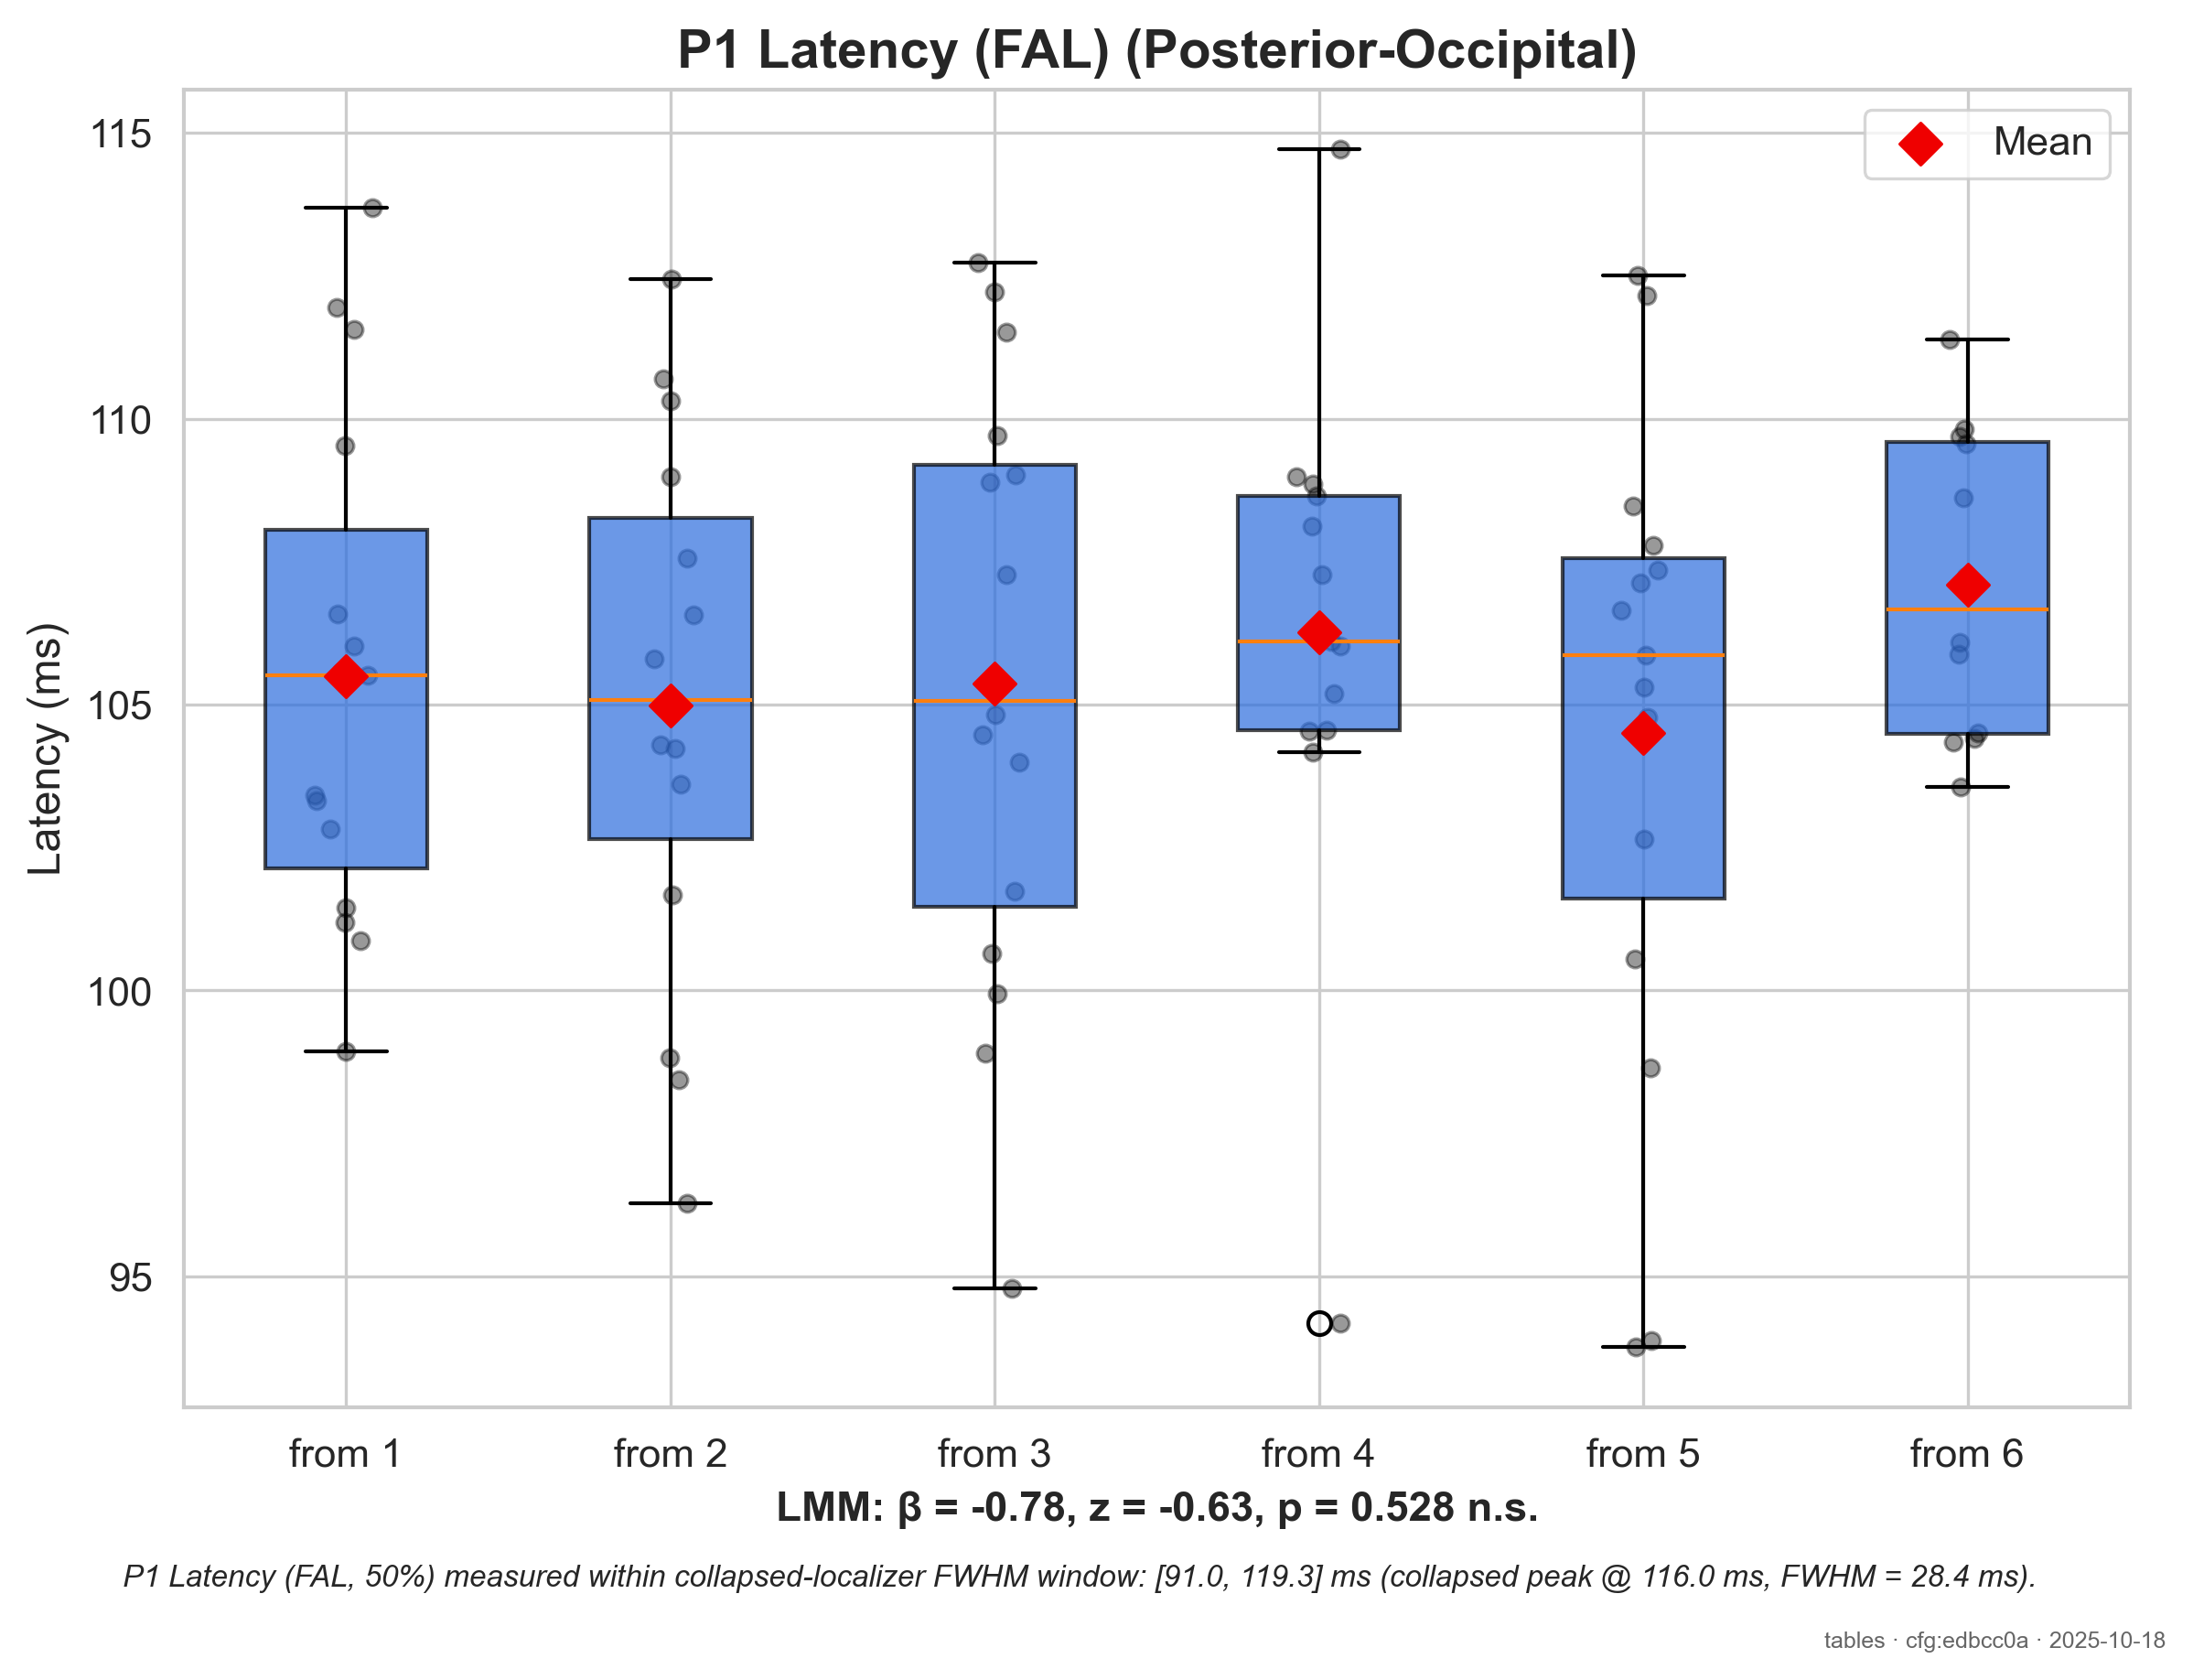 P1 Latency (FAL) (Posterior-Occipital)
Mean
Latency (ms)
115
110
105
100
95
from 1 from 2 from 3 from 4 from 5 from 6
LMM: β = -0.78, z = -0.63, p = 0.528 n.s.
P1 Latency (FAL, 50%) measured within collapsed-localizer FWHM window: [91.0, 119.3] ms (collapsed peak @ 116.0 ms, FWHM = 28.4 ms).
tables · cfg:edbcc0a · 2025-10-18